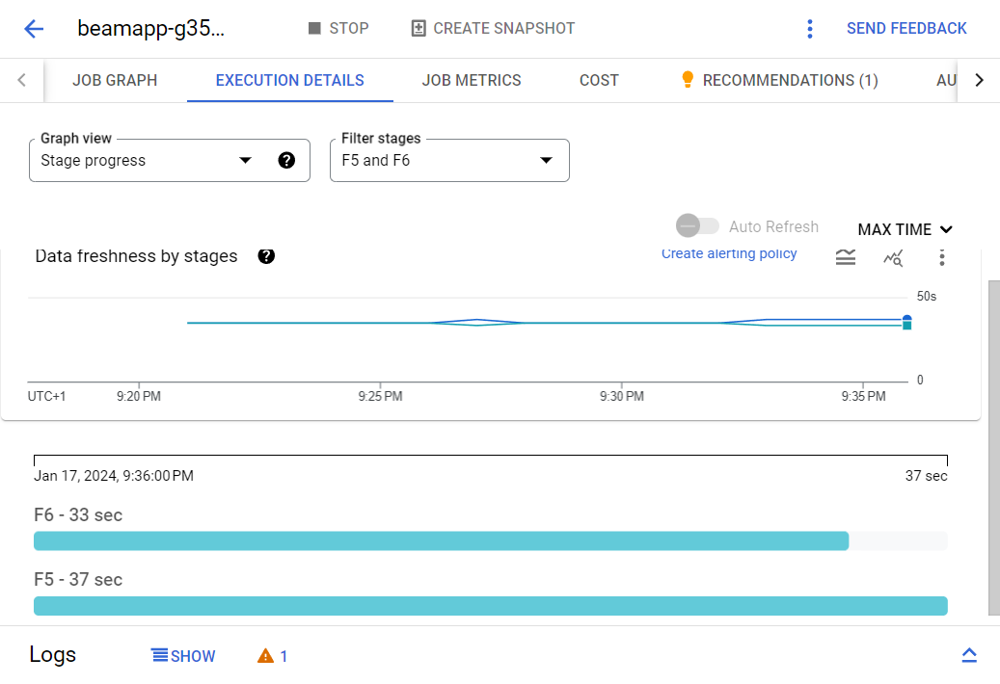 beamapp-g35...
STOP
CREATE SNAPSHOT
SEND FEEDBACK
JOB GRAPH
EXECUTION DETAILS
JOB METRICS
COST
RECOMMENDATIONS (1)
AU
Graph view
Stage progress
Filter stages
F5 and F6
Auto Refresh
MAX TIME
Data freshness by stages
Create alerting policy
50s
0
UTC+1
9:20 PM
9:25 PM
9:30 PM
9:35 PM
Jan 17, 2024, 9:36:00 PM
37 sec
F6 - 33 sec
F5 - 37 sec
Logs
SHOW
1